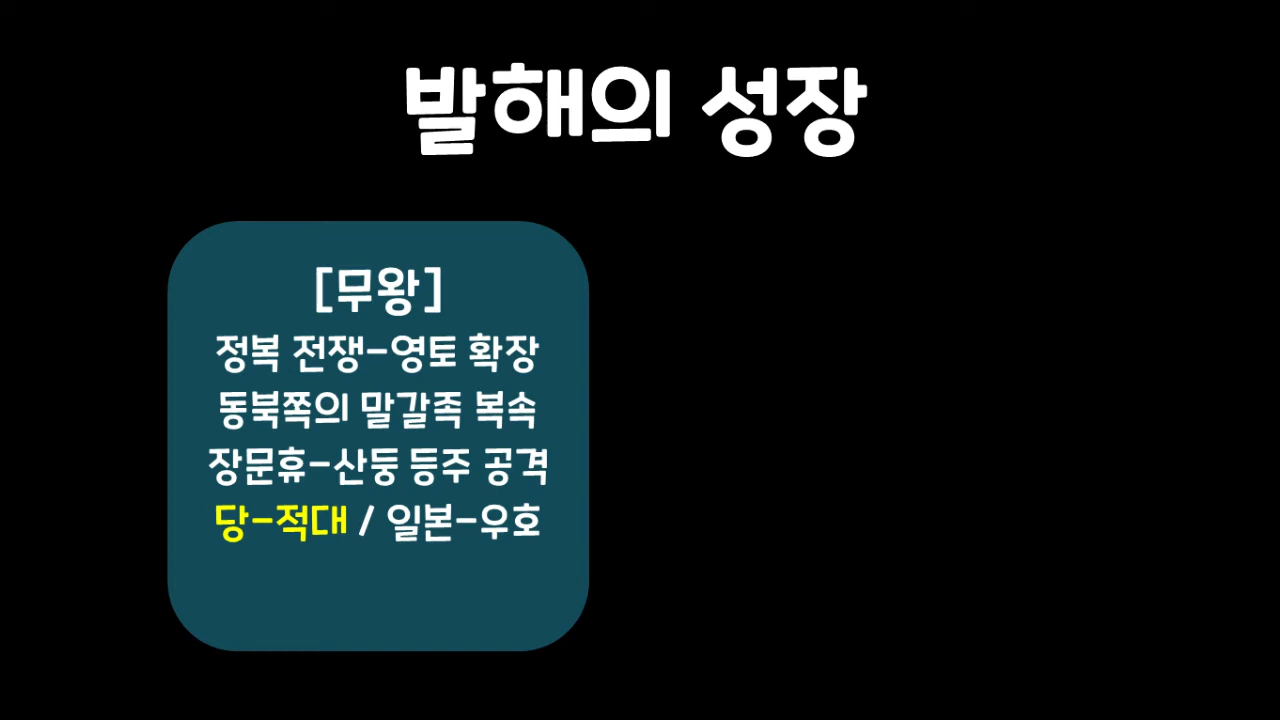 발해의 성장
[무왕]
정복 전쟁-영토 확장
동북쪽의 말갈족 복속
장문휴-산둥 등주 공격
당-적대 / 일본-우호